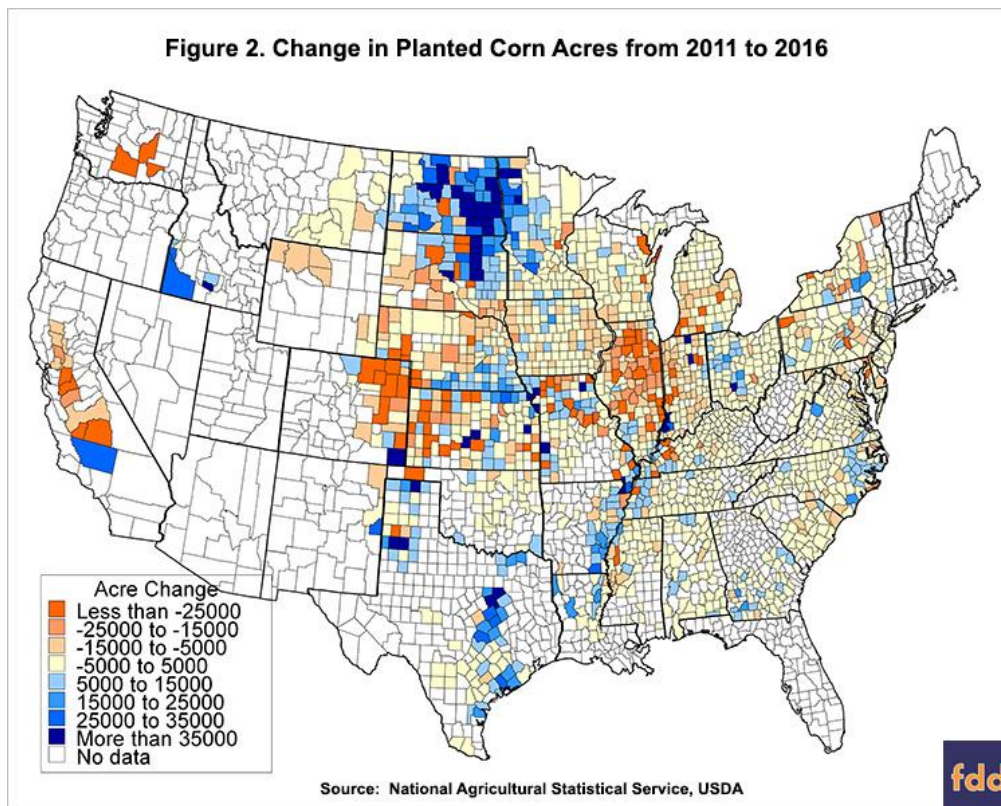 Figure 2. Change in Planted Corn Acres from 2011 to 2016
Acre Change
Less than -25000
-25000 to -15000
-15000 to -5000
-5000 to 5000
5000 to 15000
15000 to 25000
25000 to 35000
More than 35000
No data
Source: National Agricultural Statistical Service, USDA
fdd